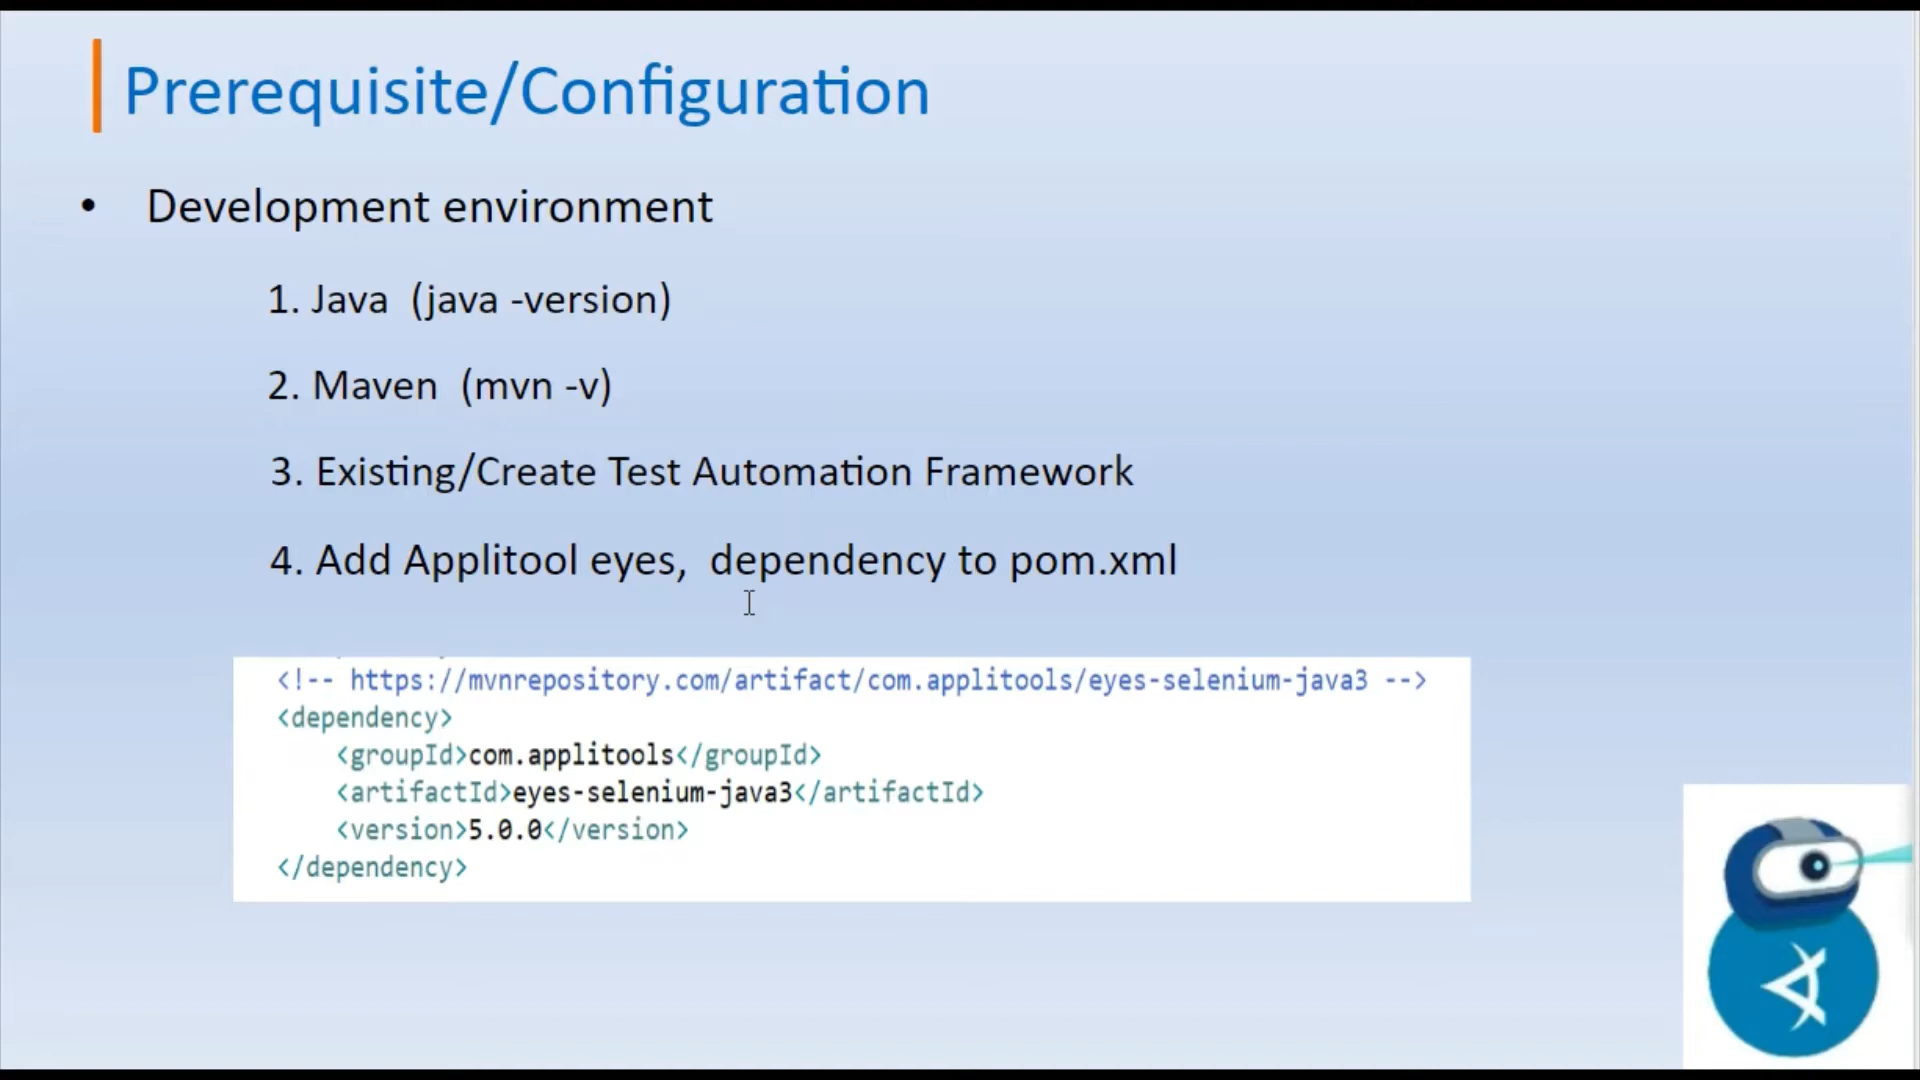 Prerequisite/Configuration
• Development environment
1. Java (java -version)
2. Maven (mvn -v)
3. Existing/Create Test Automation Framework
4. Add Applitool eyes, dependency to pom.xml
<!-- https://mvnrepository.com/artifact/com.applitools/eyes-selenium-java3 -->
<dependency>
<groupId>com.applitools</groupId>
<artifactId>eyes-selenium-java3</artifactId>
<version>5.0.0</version>
</dependency>